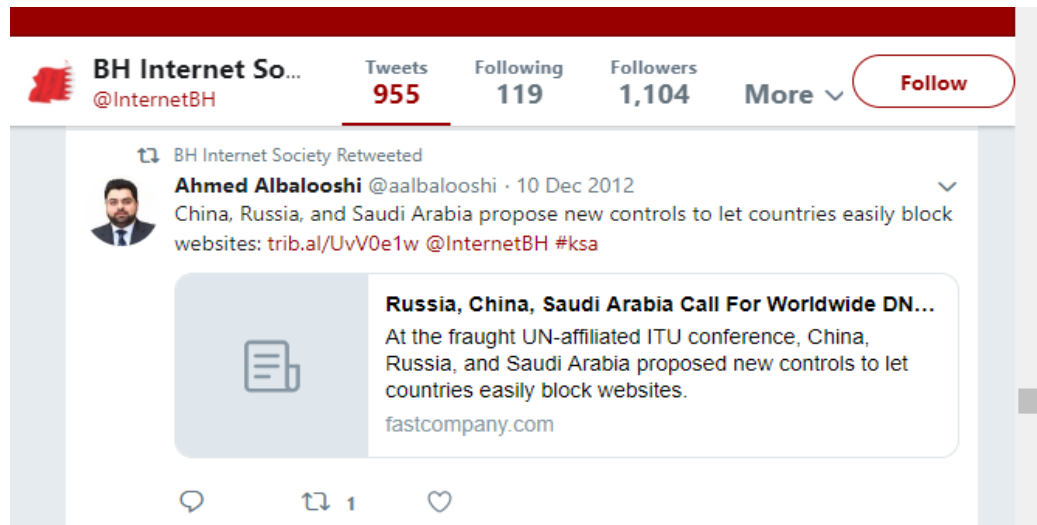 BH Internet So...
@InternetBH
Tweets
955
Following
119
Followers
1,104
More
Follow
BH Internet Society Retweeted
Ahmed Albalooshi @aalbalooshi · 10 Dec 2012
China, Russia, and Saudi Arabia propose new controls to let countries easily block
websites: trib.al/UvV0e1w @InternetBH #ksa
Russia, China, Saudi Arabia Call For Worldwide DN...
At the fraught UN-affiliated ITU conference, China,
Russia, and Saudi Arabia proposed new controls to let
countries easily block websites.
fastcompany.com
1